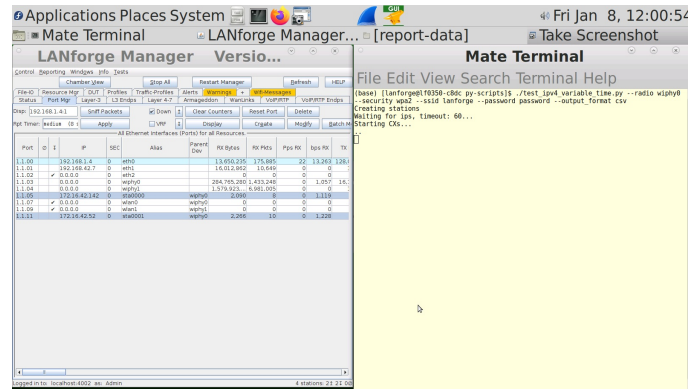 Applications Places System
GUI
Fri Jan 8, 12:00:54
Mate Terminal
LANforge Manager...
[report-data]
Take Screenshot
LANforge Manager Versio...
Control Reporting Windows Info Tests
Chamber View Stop All Restart Manager Refresh HELP
File-IO Resource Mgr DUT Profiles Traffic-Profiles Alerts Warnings + Wifi-Messages
Status Port Mgr Layer-3 L3 Endps Layer 4-7 Armageddon WanLinks VoIP/RTP VoIP/RTP Endps
Disp: 192.168.1.4:1 Sniff Packets Down Clear Counters Reset Port Delete
Rpt Timer: medium (8 Apply VRF Display Create Modify Batch M
All Ethernet Interfaces (Ports) for all Resources.
Port IP SEC Alias Parent Dev RX Bytes RX Pkts Pps RX bps RX TX
1.1.00 192.168.1.4 0 eth0 13,650,235 175,885 22 13,263 128,
1.1.01 192.168.42.7 0 eth1 16,012,862 10,649 0 0
1.1.02 ✔ 0.0.0.0 0 eth2 0 0 0 0
1.1.03 0.0.0.0 0 wiphy0 284,765,280 1,433,248 0 1,057 16,
1.1.04 0.0.0.0 0 wiphy1 1,579,923,... 6,981,005 0 0
1.1.05 172.16.42.142 0 sta0000 wiphy0 2,090 8 0 1,119
1.1.07 ✔ 0.0.0.0 0 wlan0 wiphy0 0 0 0 0
1.1.09 ✔ 0.0.0.0 0 wlan1 wiphy1 0 0 0 0
1.1.11 172.16.42.52 0 sta0001 wiphy0 2,266 10 0 1,228
Logged in to: localhost:4002 as: Admin
Mate Terminal
File Edit View Search Terminal Help
(base) [lanforge@lf0350-c8dc py-scripts]$ ./test_ipv4_variable_time.py --radio wiphy0
--security wpa2 --ssid lanforge --password password --output_format csv
Creating stations
Waiting for ips, timeout: 60...
Starting CXs...
..